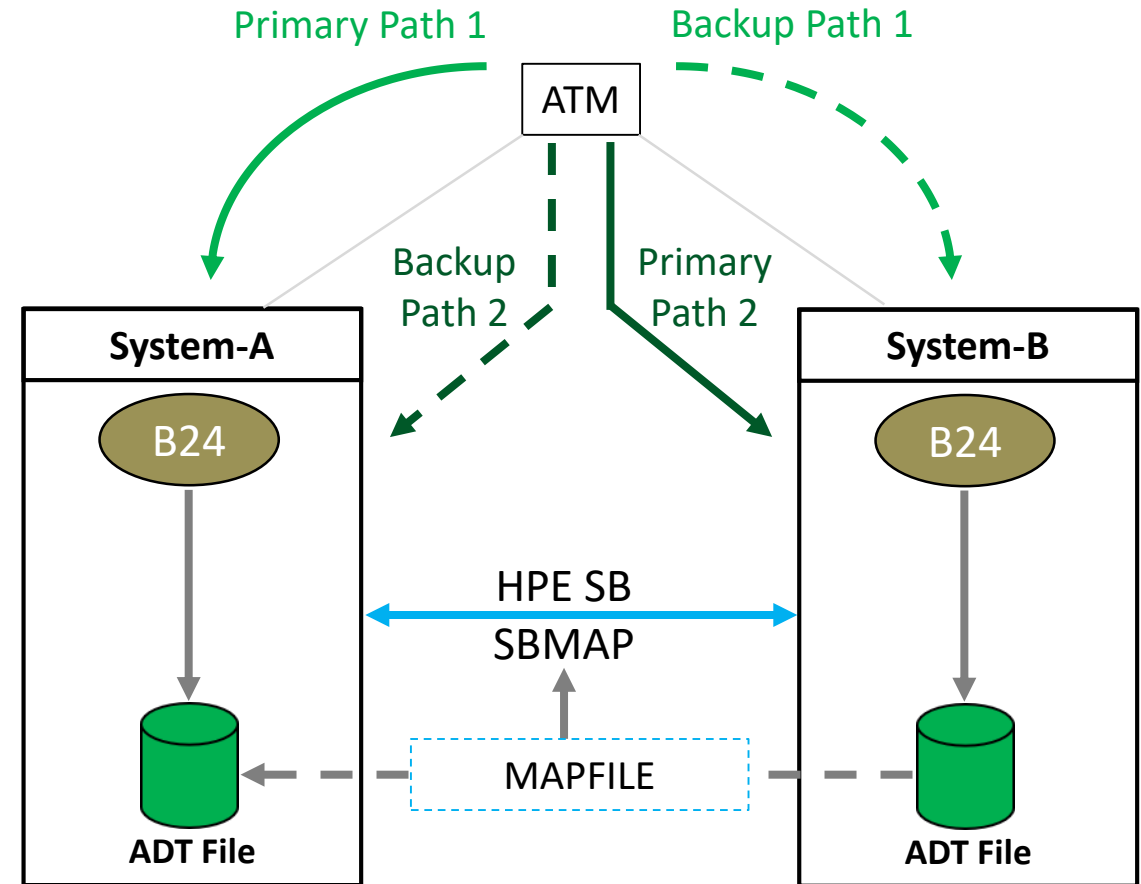 Primary Path 1
Backup Path 1
ATM
Backup
Path 2
Primary
Path 2
System-A
System-B
B24
B24
HPE SB
SBMAP
MAPFILE
ADT File
ADT File